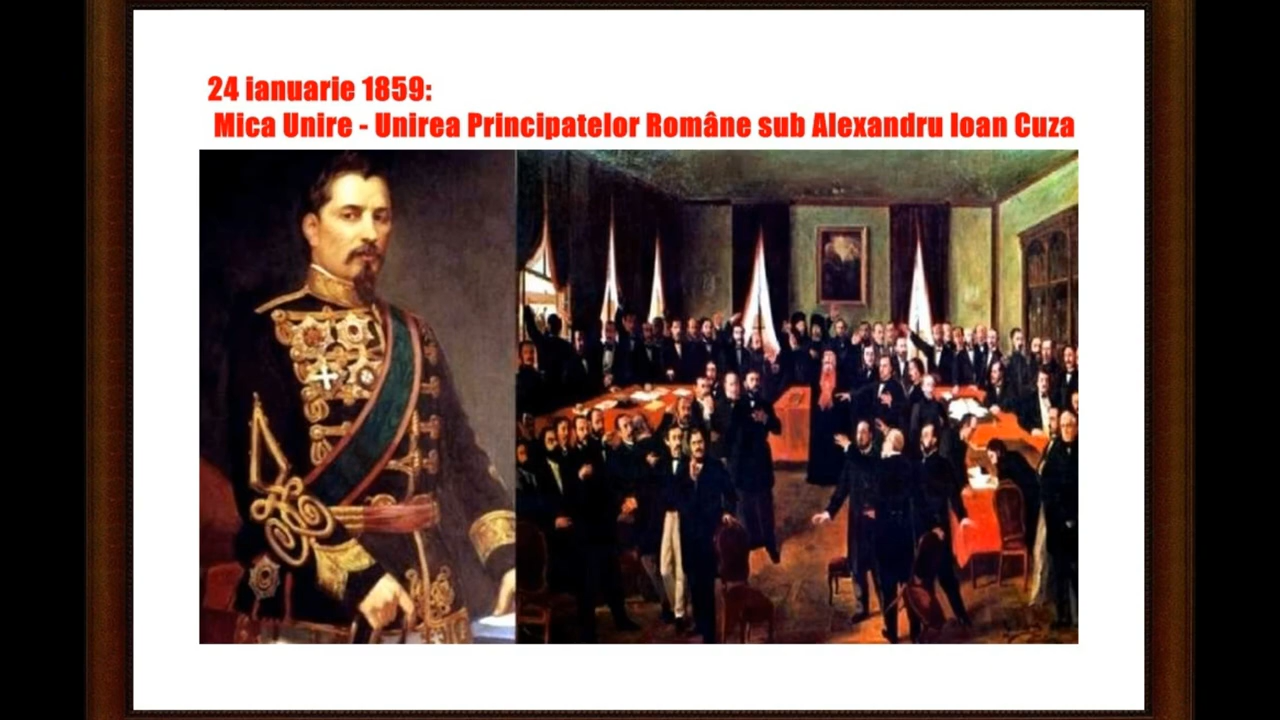 24 ianuarie 1859:
Mica Unire - Unirea Principatelor Române sub Alexandru Ioan Cuza